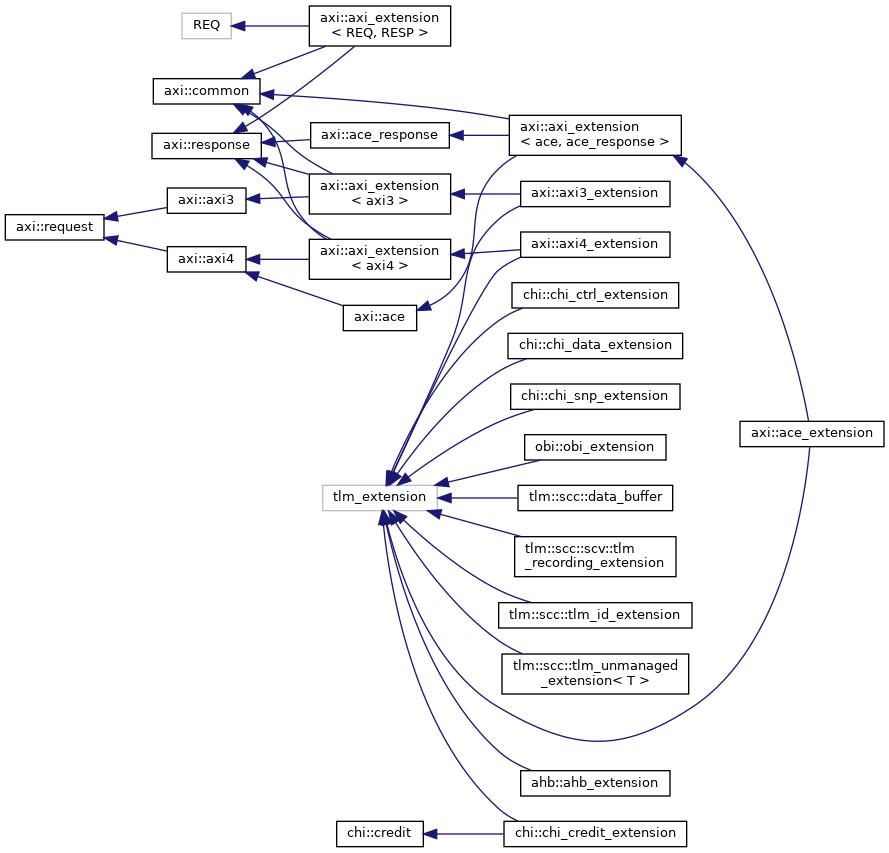 REQ
axi::axi_extension
< REQ, RESP >
axi::common
axi::axi_extension
< ace, ace_response >
axi::ace_response
axi::response
axi::axi_extension
< axi3 >
axi::axi3_extension
axi::axi3
axi::request
axi::axi4_extension
axi::axi_extension
< axi4 >
axi::axi4
chi::chi_ctrl_extension
axi::ace
chi::chi_data_extension
chi::chi_snp_extension
axi::ace_extension
obi::obi_extension
tlm_extension
tlm::scc::data_buffer
tlm::scc::scv::tlm
_recording_extension
tlm::scc::tlm_id_extension
tlm::scc::tlm_unmanaged
_extension< T >
ahb::ahb_extension
chi::credit
chi::chi_credit_extension